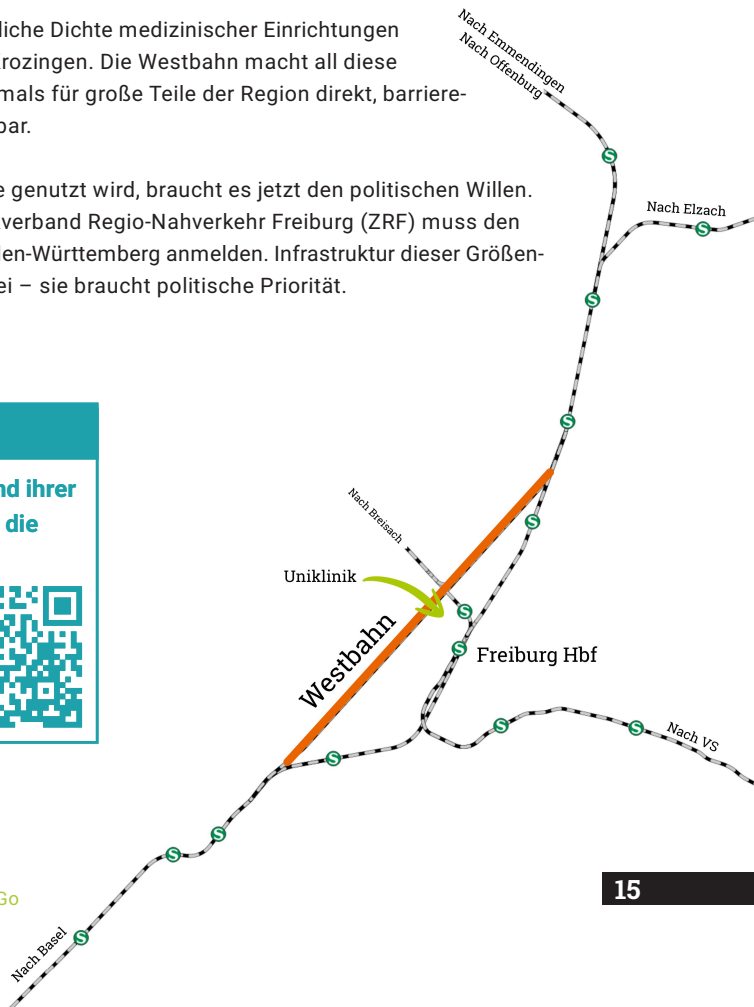 liche Dichte medizinischer Einrichtungen
rozingen. Die Westbahn macht all diese
mals für große Teile der Region direkt, barriere-
bar.
e genutzt wird, braucht es jetzt den politischen Willen.
verband Regio-Nahverkehr Freiburg (ZRF) muss den
den-Württemberg anmelden. Infrastruktur dieser Größen-
ei – sie braucht politische Priorität.
Nach Emmendingen
Nach Offenburg
S
Nach Elzach
S
S
S
nd ihrer
die
Nach Breisach
S
Uniklinik
S
Westbahn
S
Freiburg Hbf
S
S
Nach VS
S
S
S
15
Go
S
Nach Basel